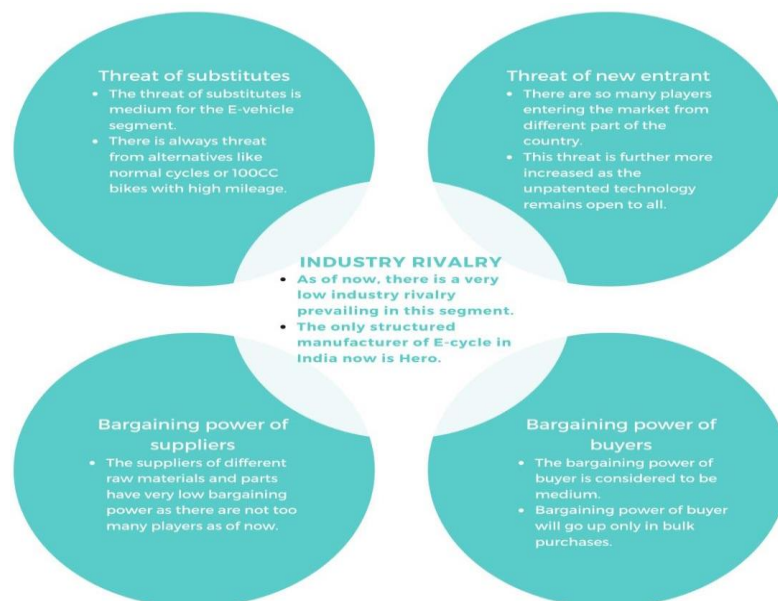 Threat of substitutes
• The threat of substitutes is
medium for the E-vehicle
segment.
• There is always threat
from alternatives like
normal cycles or 100CC
bikes with high mileage.
Threat of new entrant
• There are so many players
entering the market from
different part of the
country.
• This threat is further more
increased as the
unpatented technology
remains open to all.
INDUSTRY RIVALRY
• As of now, there is a very
low industry rivalry
prevailing in this segment.
• The only structured
manufacturer of E-cycle in
India now is Hero.
Bargaining power of
suppliers
• The suppliers of different
raw materials and parts
have very low bargaining
power as there are not too
many players as of now.
Bargaining power of
buyers
• The bargaining power of
buyer is considered to be
medium.
• Bargaining power of buyer
will go up only in bulk
purchases.